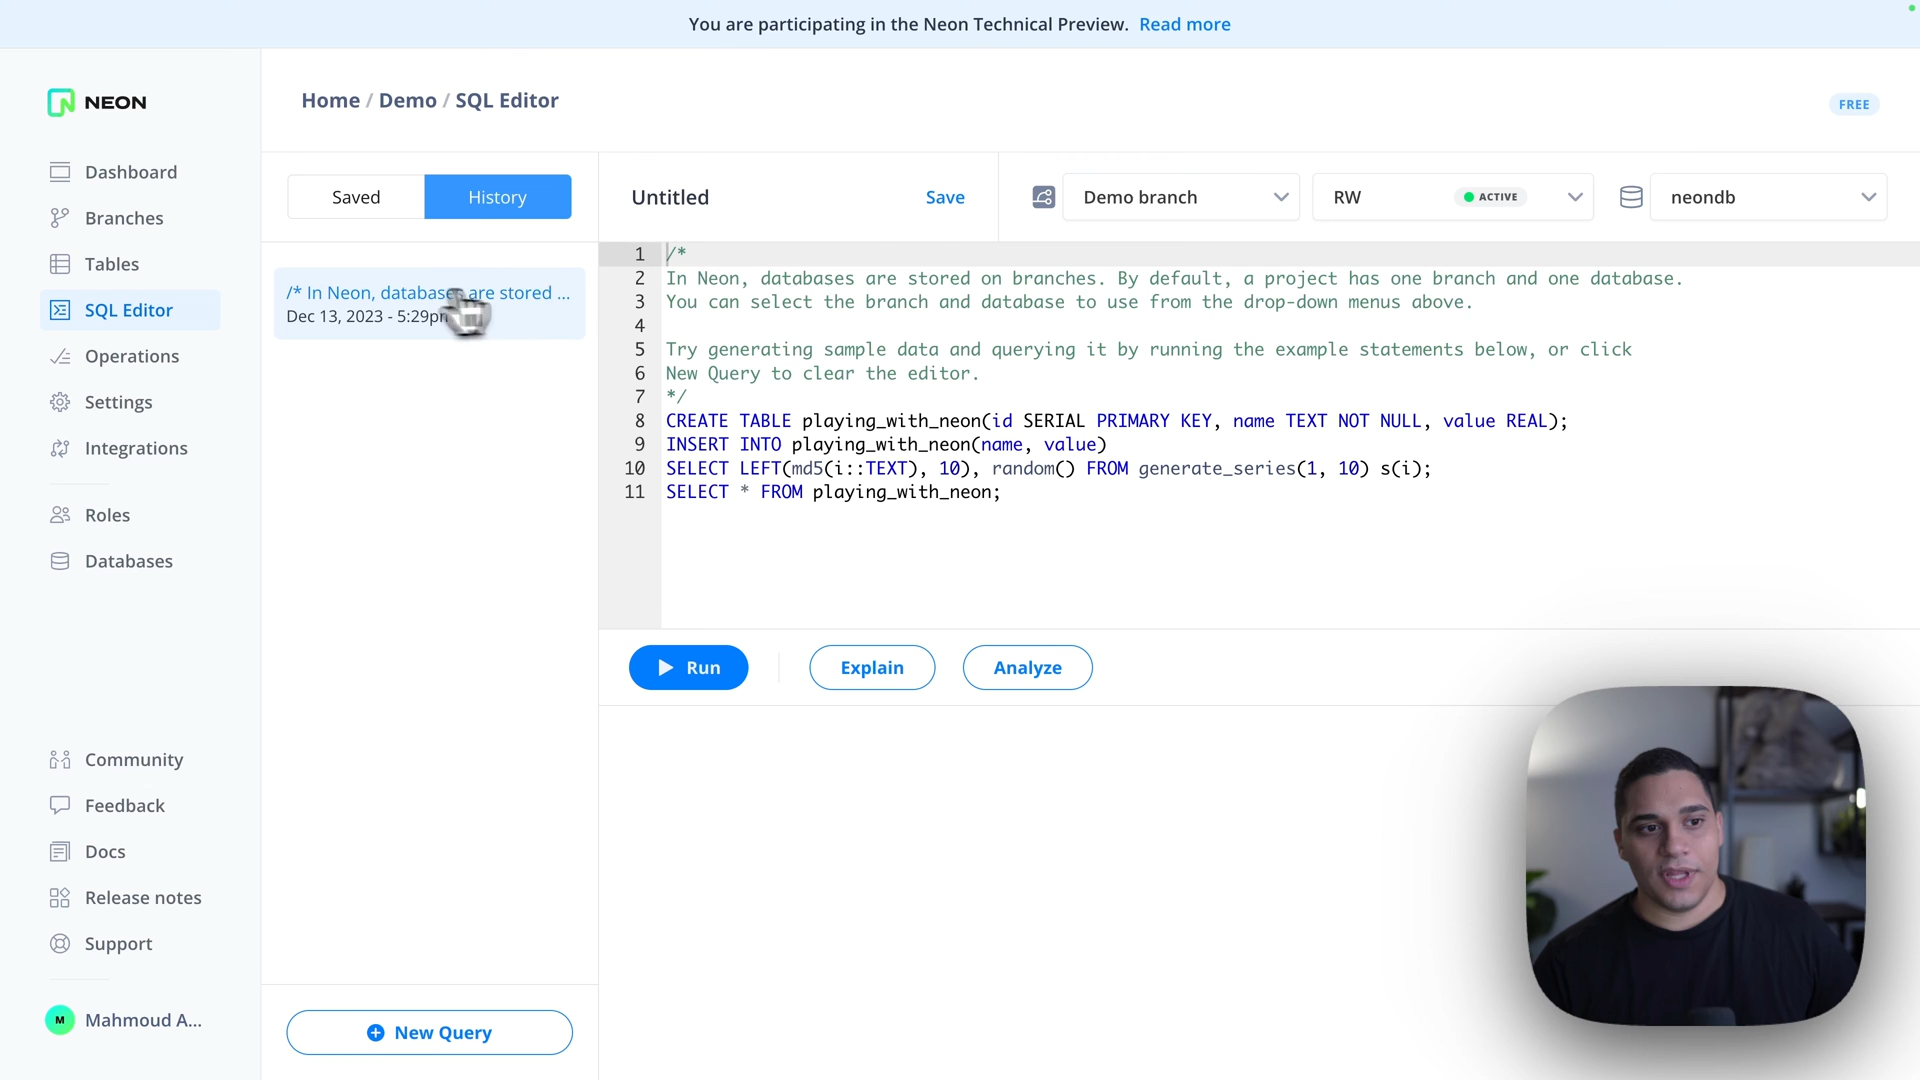 You are participating in the Neon Technical Preview. Read more
NEON
Home / Demo / SQL Editor
FREE
Dashboard
Branches
Tables
SQL Editor
Operations
Settings
Integrations
Roles
Databases
Community
Feedback
Docs
Release notes
Support
M
Mahmoud A...
Saved
History
/* In Neon, databases are stored ...
Dec 13, 2023 - 5:29pm
New Query
Untitled
Save
Demo branch
RW
ACTIVE
neondb
1 /*
2 In Neon, databases are stored on branches. By default, a project has one branch and one database.
3 You can select the branch and database to use from the drop-down menus above.
4
5 Try generating sample data and querying it by running the example statements below, or click
6 New Query to clear the editor.
7 */
8 CREATE TABLE playing_with_neon(id SERIAL PRIMARY KEY, name TEXT NOT NULL, value REAL);
9 INSERT INTO playing_with_neon(name, value)
10 SELECT LEFT(md5(i::TEXT), 10), random() FROM generate_series(1, 10) s(i);
11 SELECT * FROM playing_with_neon;
Run
Explain
Analyze